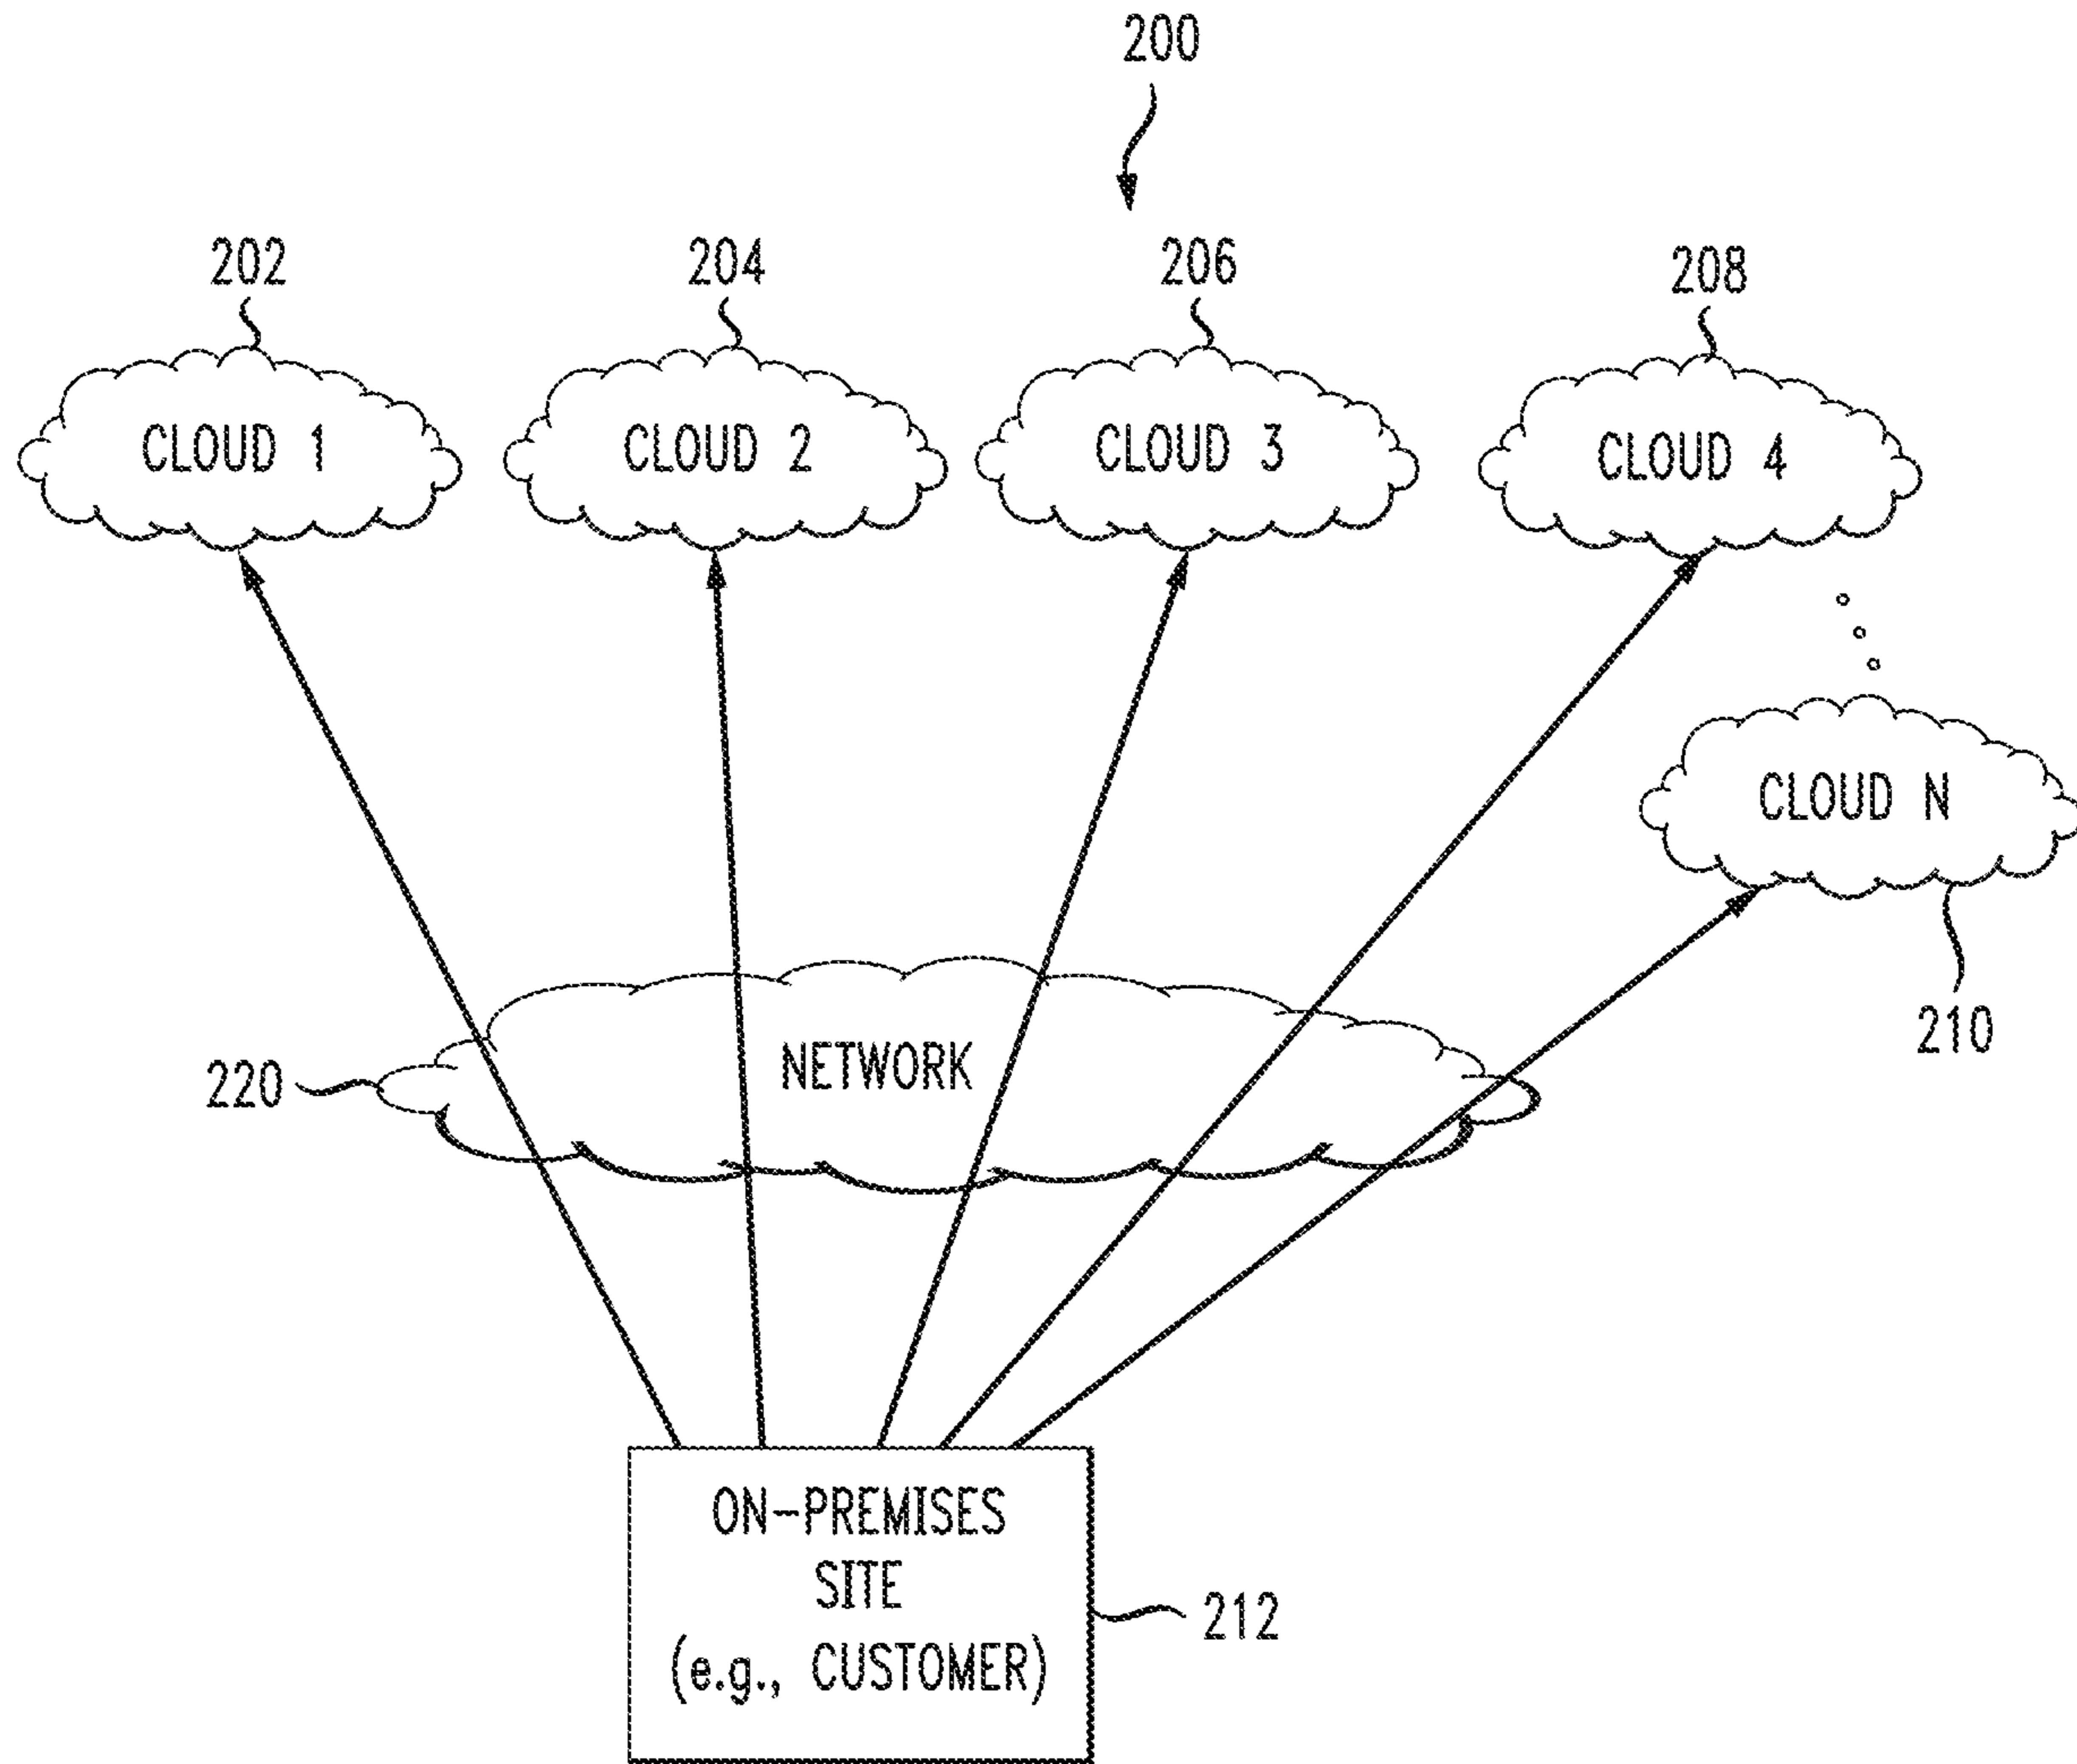 200
202
204
206
208
CLOUD 1
CLOUD 2
CLOUD 3
CLOUD 4
CLOUD N
210
NETWORK
220
ON-PREMISES
SITE
(e.g., CUSTOMER)
212